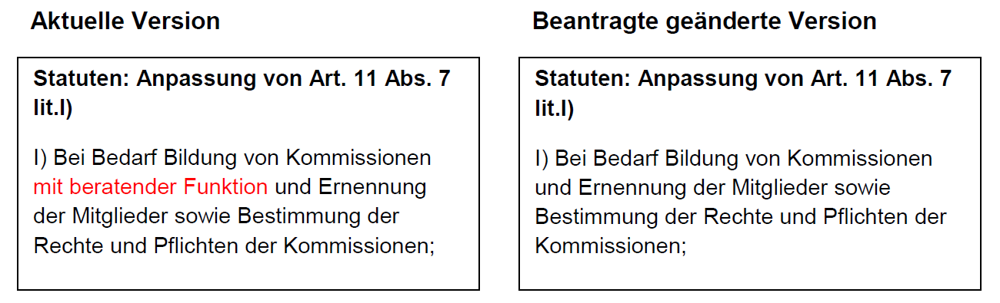 Aktuelle Version
Statuten: Anpassung von Art. 11 Abs. 7
lit.I)
I) Bei Bedarf Bildung von Kommissionen
mit beratender Funktion und Ernennung
der Mitglieder sowie Bestimmung der
Rechte und Pflichten der Kommissionen;
Beantragte geänderte Version
Statuten: Anpassung von Art. 11 Abs. 7
lit.I)
I) Bei Bedarf Bildung von Kommissionen
und Ernennung der Mitglieder sowie
Bestimmung der Rechte und Pflichten der
Kommissionen;